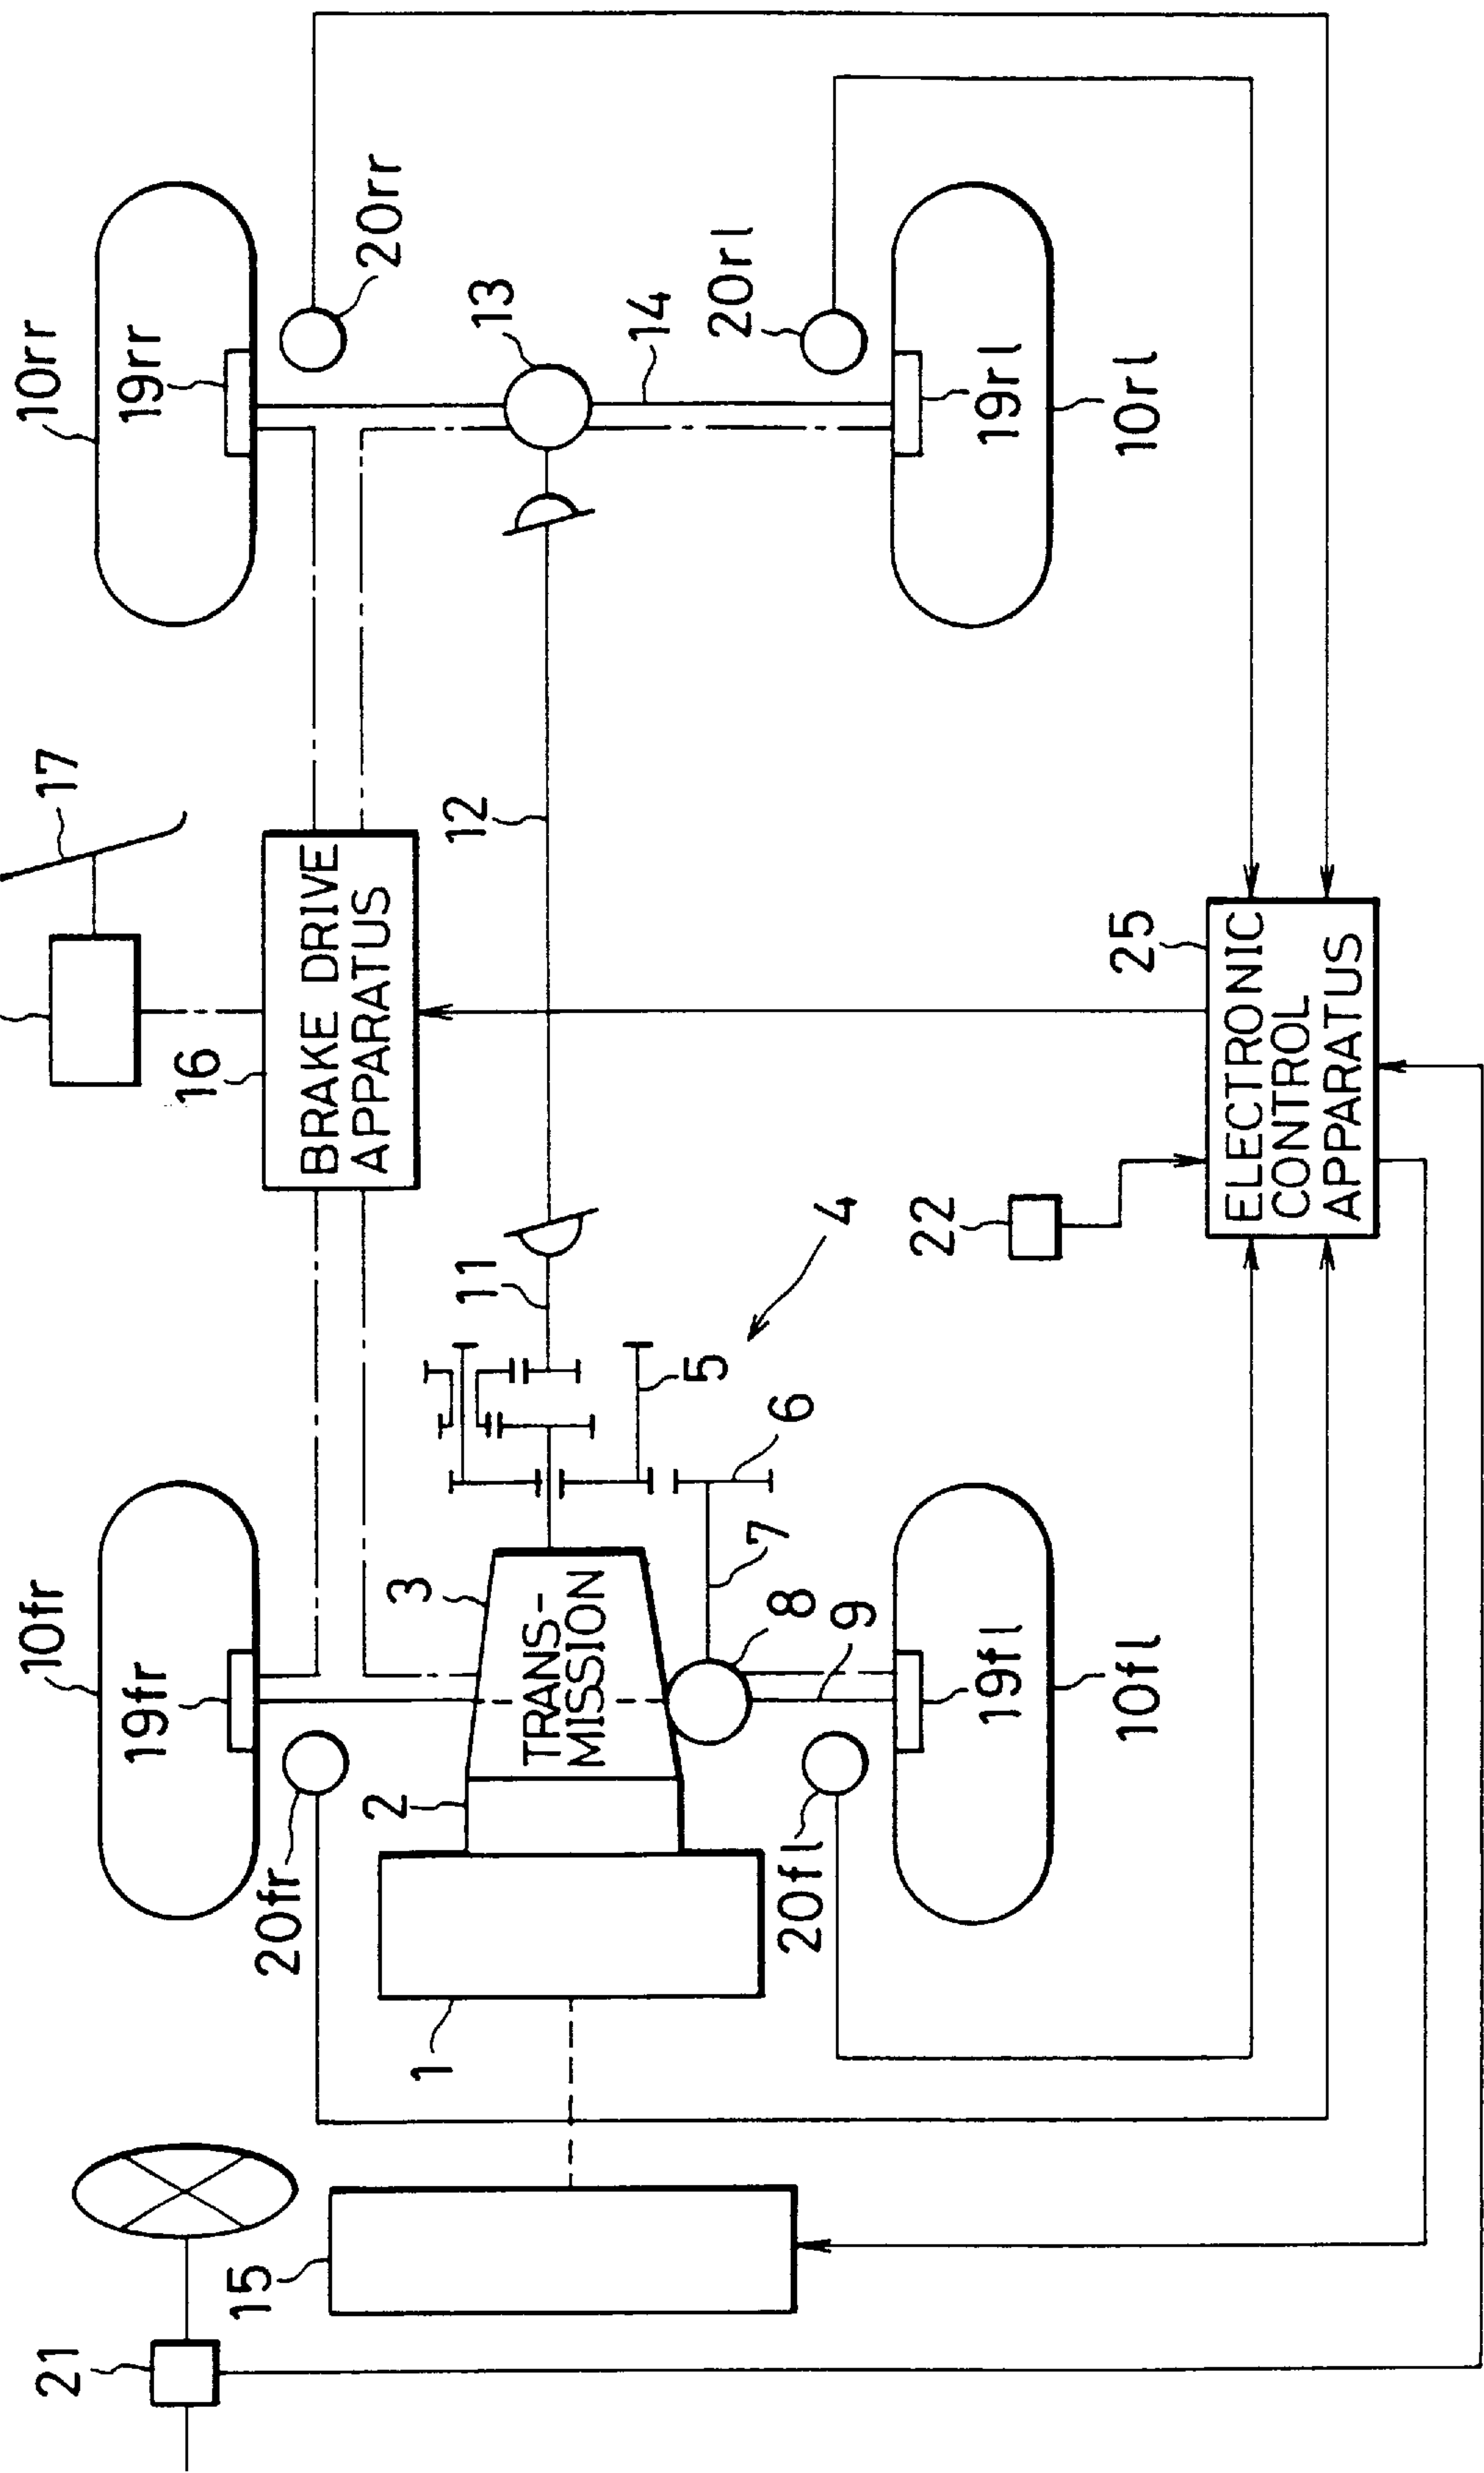 10rr
19rr
20rr
13
14
20rl
19rl
10rl
17
16
BRAKE DRIVE
APPARATUS
12
25
ELECTRONIC
CONTROL
APPARATUS
22
11
4
5
6
7
10fr
19fr
20fr
3
TRANS-
MISSION
2
8
9
19fl
10fl
20fl
1
15
21